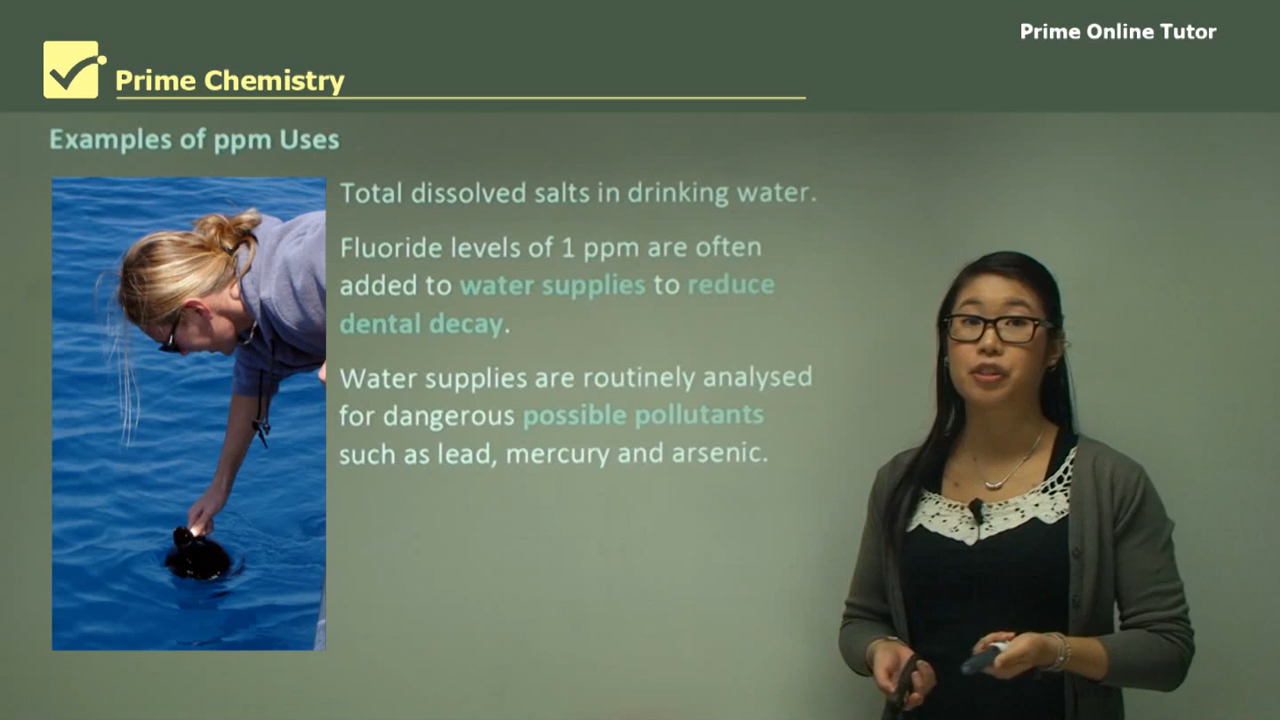 Prime Online Tutor
Prime Chemistry
Examples of ppm Uses
Total dissolved salts in drinking water.
Fluoride levels of 1 ppm are often
added to water supplies to reduce
dental decay.
Water supplies are routinely analysed
for dangerous possible pollutants
such as lead, mercury and arsenic.